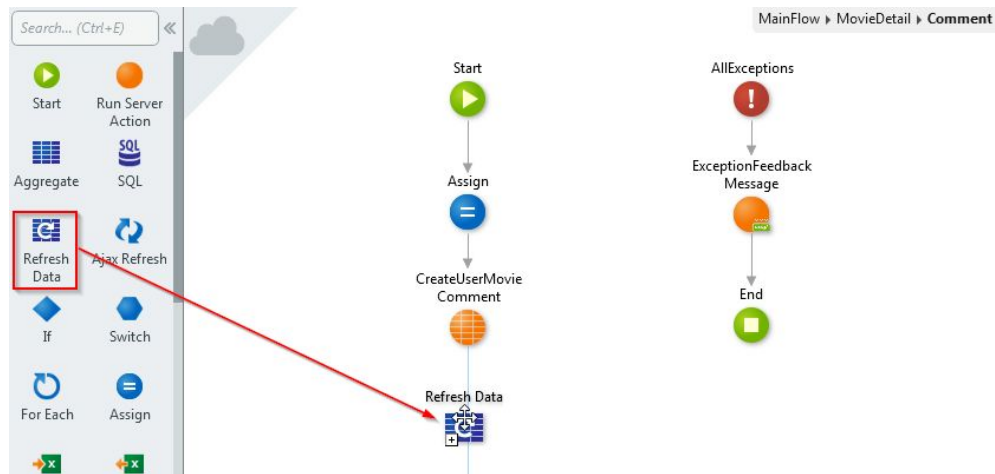 Search... (Ctrl+E)
MainFlow MovieDetail Comment
Start
Run Server
Action
Aggregate
SQL
SQL
Refresh
Data
Ajax Refresh
If
Switch
For Each
Assign
Start
Assign
CreateUserMovie
Comment
Refresh Data
AllExceptions
ExceptionFeedback
Message
End